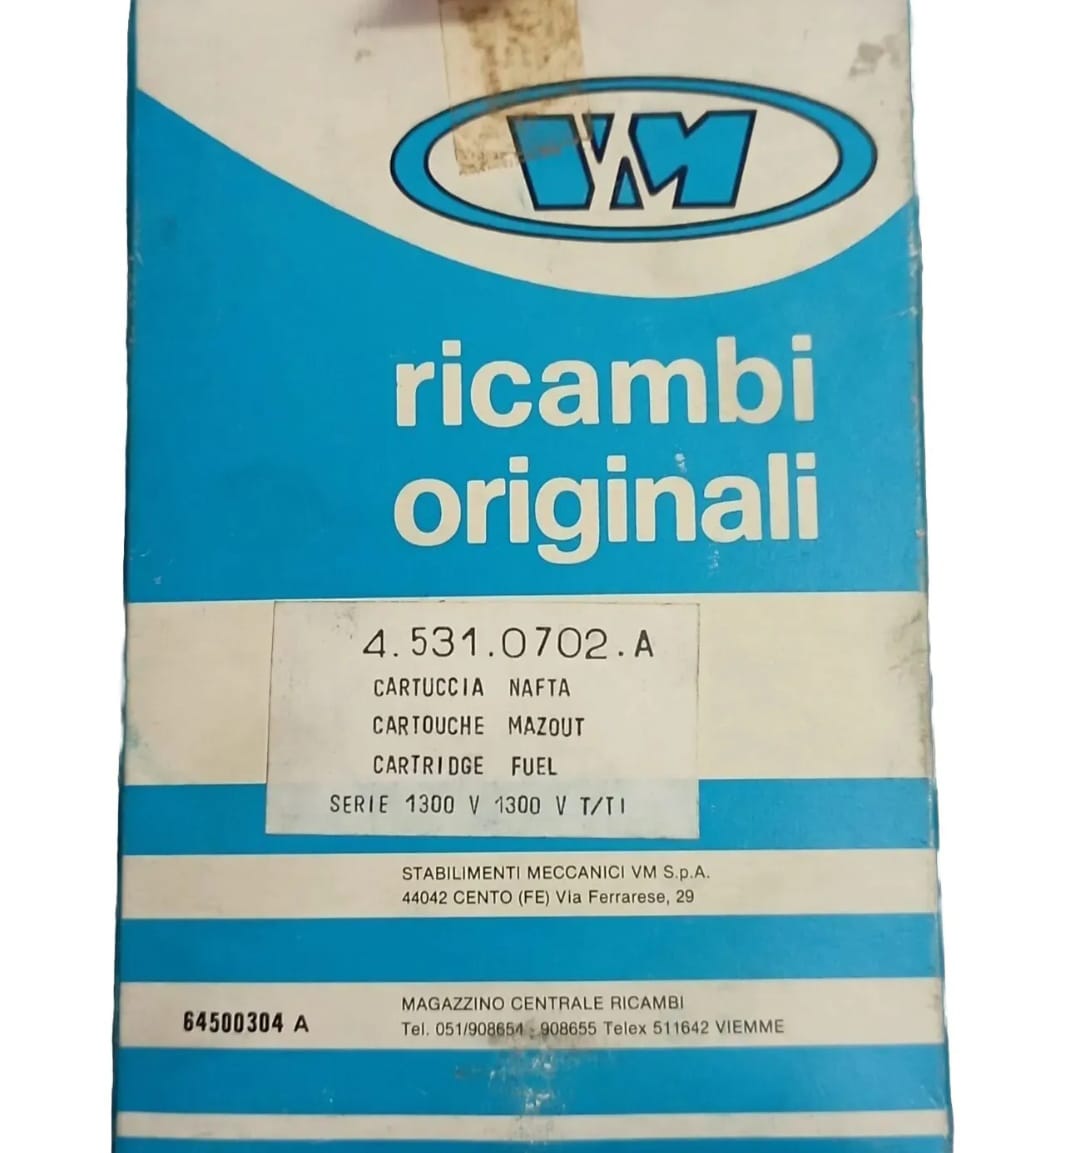 VM
ricambi
originali
4.531.0702.A
CARTUCCIA NAFTA
CARTOUCHE MAZOUT
CARTRIDGE FUEL
SERIE 1300 V 1300 V T/TI
STABILIMENTI MECCANICI VM S.p.A.
44042 CENTO (FE) Via Ferrarese, 29
MAGAZZINO CENTRALE RICAMBI
64500304 A
Tel. 051/908654 - 908655 Telex 511642 VIEMME